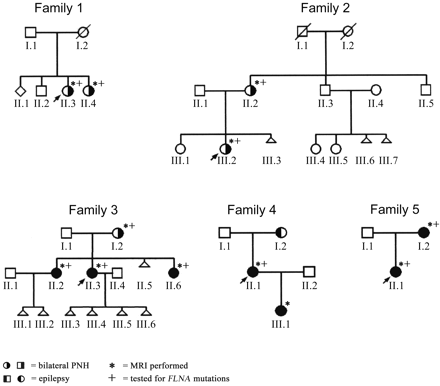 Family 1
Family 2
I.1 I.2
I.1 I.2
*+ *+
II.1 II.2 II.3 II.4
*+
II.1 II.2 II.3 II.4 II.5
*+
III.1 III.2 III.3 III.4 III.5 III.6 III.7
Family 3
Family 4
Family 5
*+
*+
I.1 I.2
I.1 I.2
I.1 I.2
*+ *+ *+
*+
*+
II.1 II.2 II.3 II.4 II.5 II.6
II.1 II.2
II.1
*
III.1 III.2 III.3 III.4 III.5 III.6
III.1
= bilateral PNH * = MRI performed
= epilepsy + = tested for FLNA mutations